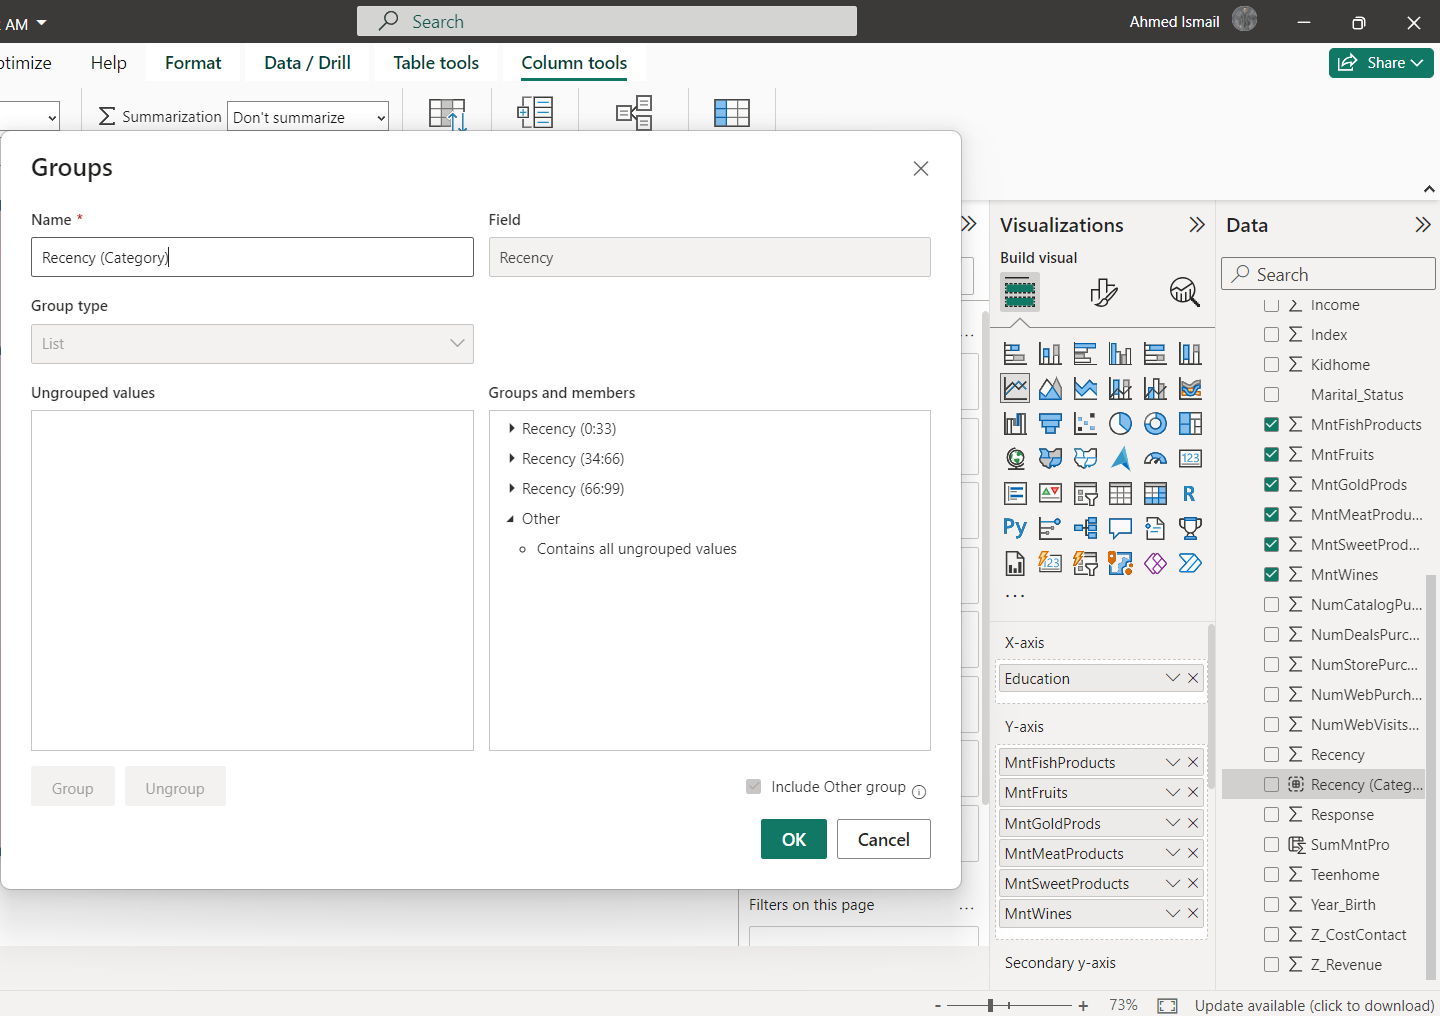 AM
Search
Ahmed Ismail
Help
Format
Data / Drill
Table tools
Column tools
Share
Summarization
Don't summarize
Groups
Name *
Field
Recency (Category)
Recency
Group type
List
Ungrouped values
Groups and members
Recency (0:33)
Recency (34:66)
Recency (66:99)
Other
Contains all ungrouped values
Group
Ungroup
Include Other group
OK
Cancel
Filters on this page
...
Visualizations
Build visual
123
R
Py
123
...
X-axis
Education
Y-axis
MntFishProducts
MntFruits
MntGoldProds
MntMeatProducts
MntSweetProducts
MntWines
Secondary y-axis
Data
Search
Income
Index
Kidhome
Marital_Status
MntFishProducts
MntFruits
MntGoldProds
MntMeatProdu...
MntSweetProd...
MntWines
NumCatalogPu...
NumDealsPurc...
NumStorePurc...
NumWebPurch...
NumWebVisits...
Recency
Recency (Categ...
Response
SumMntPro
Teenhome
Year_Birth
Z_CostContact
Z_Revenue
- + 73%
Update available (click to download)